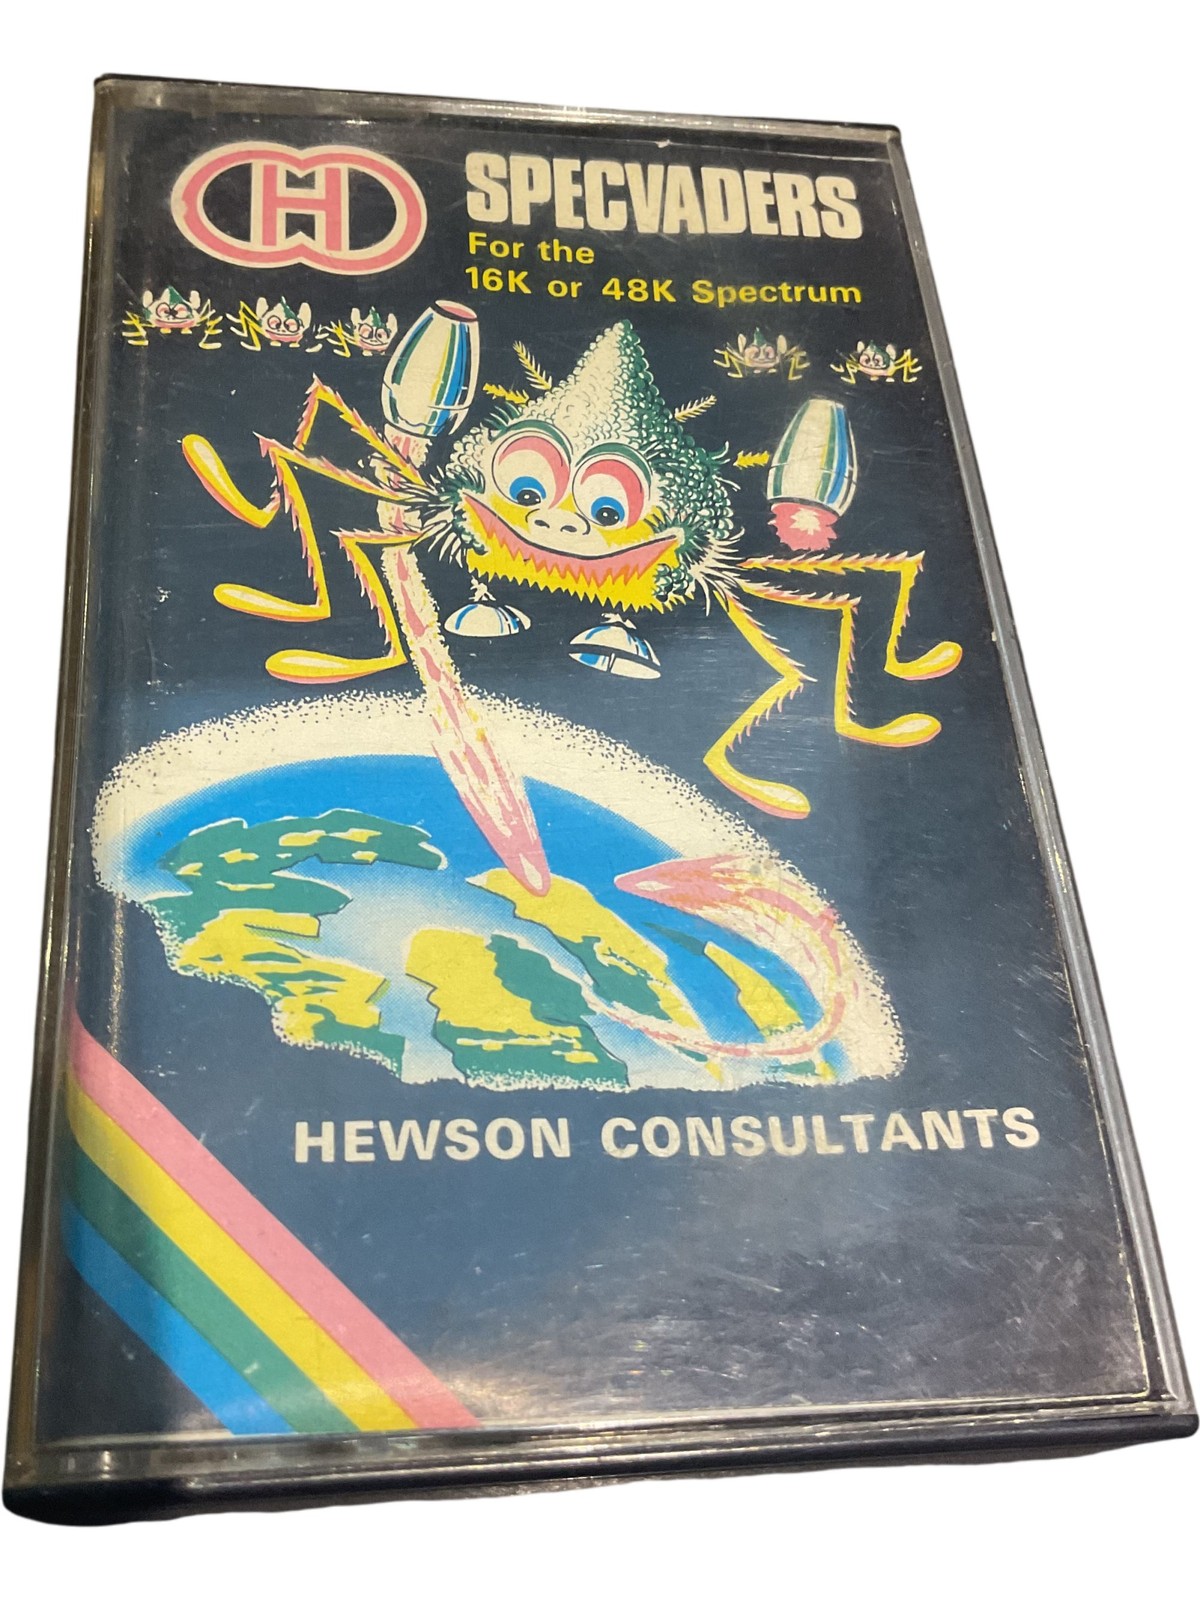 H
SPECVADERS
For the
16K or 48K Spectrum
HEWSON CONSULTANTS